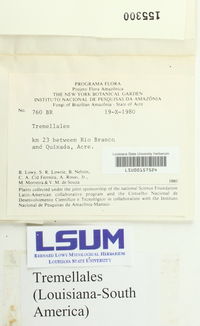 155300
PROGRAMA FLORA
Projeto Flora Amazônica
THE NEW YORK BOTANICAL GARDEN
INSTITUTO NACIONAL DE PESQUISAS DA AMAZÔNIA
Fungi of Brazilian Amazonia - State of Acre
No. 760 BR 19-X-1980
Tremellales
km 23 between Rio Branco
and Quixada, Acre.
Louisiana State University Herbarium
LSU00157524
B. Lowy, S. R. Lowrie, B. Nelson,
C. A. Cid Ferreira, A. Rosas, Jr.,
M. Monteira, & V. M. de Souza
1980
Plants collected under the joint sponsorship of the national Science Foundation
Latin-American collaborative program and the Conselho Nacional de
Desenvolvimento Científico e Tecnológico in collaboration with the Instituto
Nacional de Pesquisas da Amazônia Manaus
LSUM
BERNARD LOWY MYCOLOGICAL HERBARIUM
LOUISIANA STATE UNIVERSITY
Tremellales
(Louisiana-South
America)